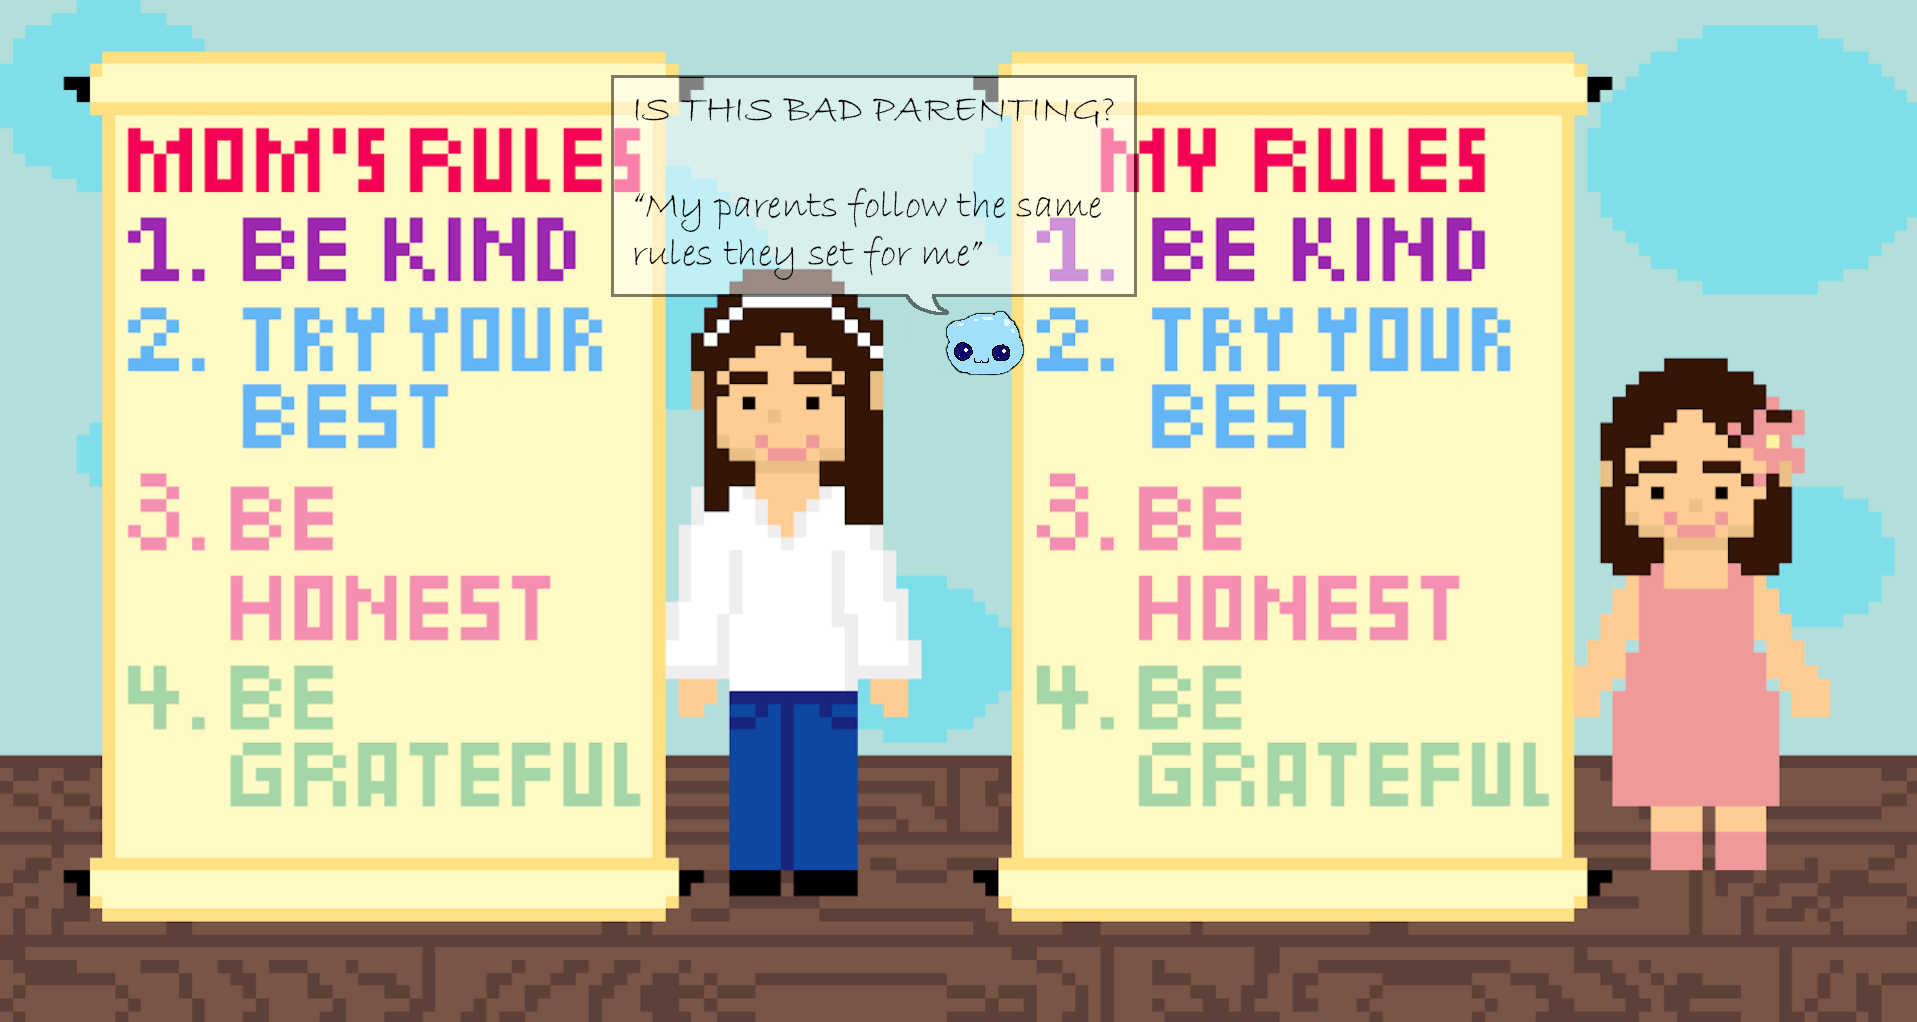 MOM'S RULES
1. BE KIND
2. TRY YOUR
BEST
3. BE
HONEST
4. BE
GRATEFUL
IS THIS BAD PARENTING?
“My parents follow the same
rules they set for me”
MY RULES
1. BE KIND
2. TRY YOUR
BEST
3. BE
HONEST
4. BE
GRATEFUL